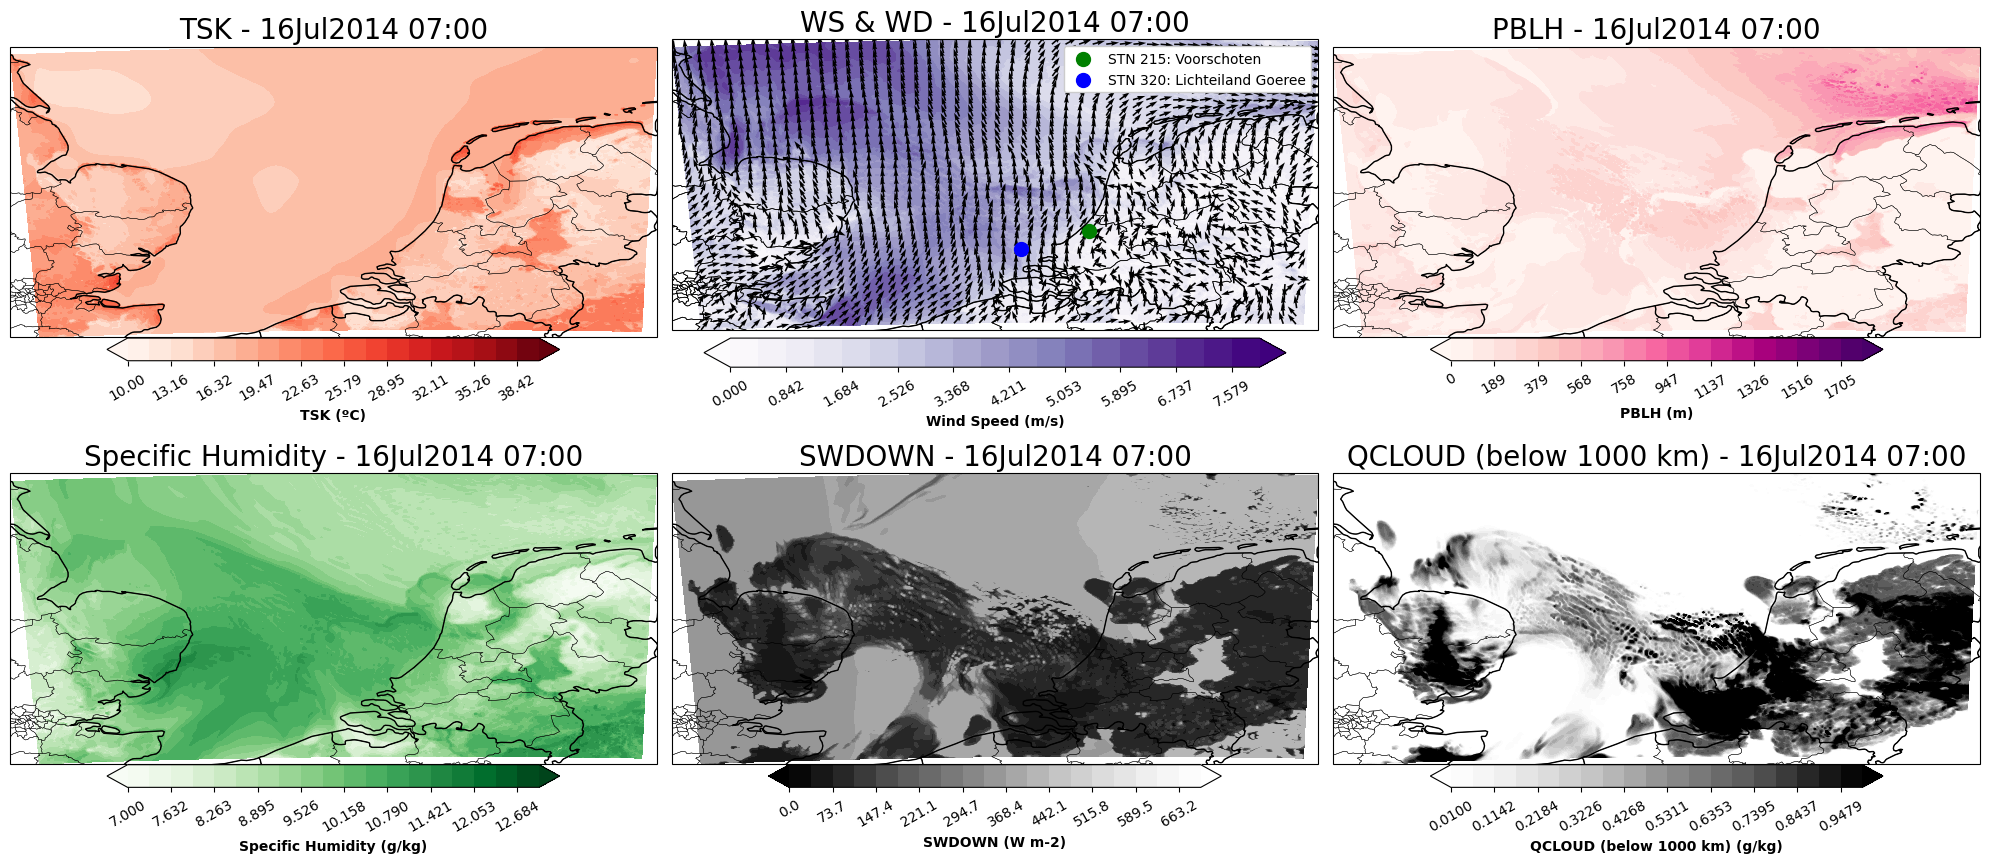 TSK - 16Jul2014 07:00
WS & WD - 16Jul2014 07:00
PBLH - 16Jul2014 07:00
STN 215: Voorschoten
STN 320: Lichteiland Goeree
10.00 13.16 16.32 19.47 22.63 25.79 28.95 32.11 35.26 38.42
TSK (ºC)
0.000 0.842 1.684 2.526 3.368 4.211 5.053 5.895 6.737 7.579
Wind Speed (m/s)
0 189 379 568 758 947 1137 1326 1516 1705
PBLH (m)
Specific Humidity - 16Jul2014 07:00
SWDOWN - 16Jul2014 07:00
QCLOUD (below 1000 km) - 16Jul2014 07:00
7.000 7.632 8.263 8.895 9.526 10.158 10.790 11.421 12.053 12.684
Specific Humidity (g/kg)
0.0 73.7 147.4 221.1 294.7 368.4 442.1 515.8 589.5 663.2
SWDOWN (W m-2)
0.0100 0.1142 0.2184 0.3226 0.4268 0.5311 0.6353 0.7395 0.8437 0.9479
QCLOUD (below 1000 km) (g/kg)